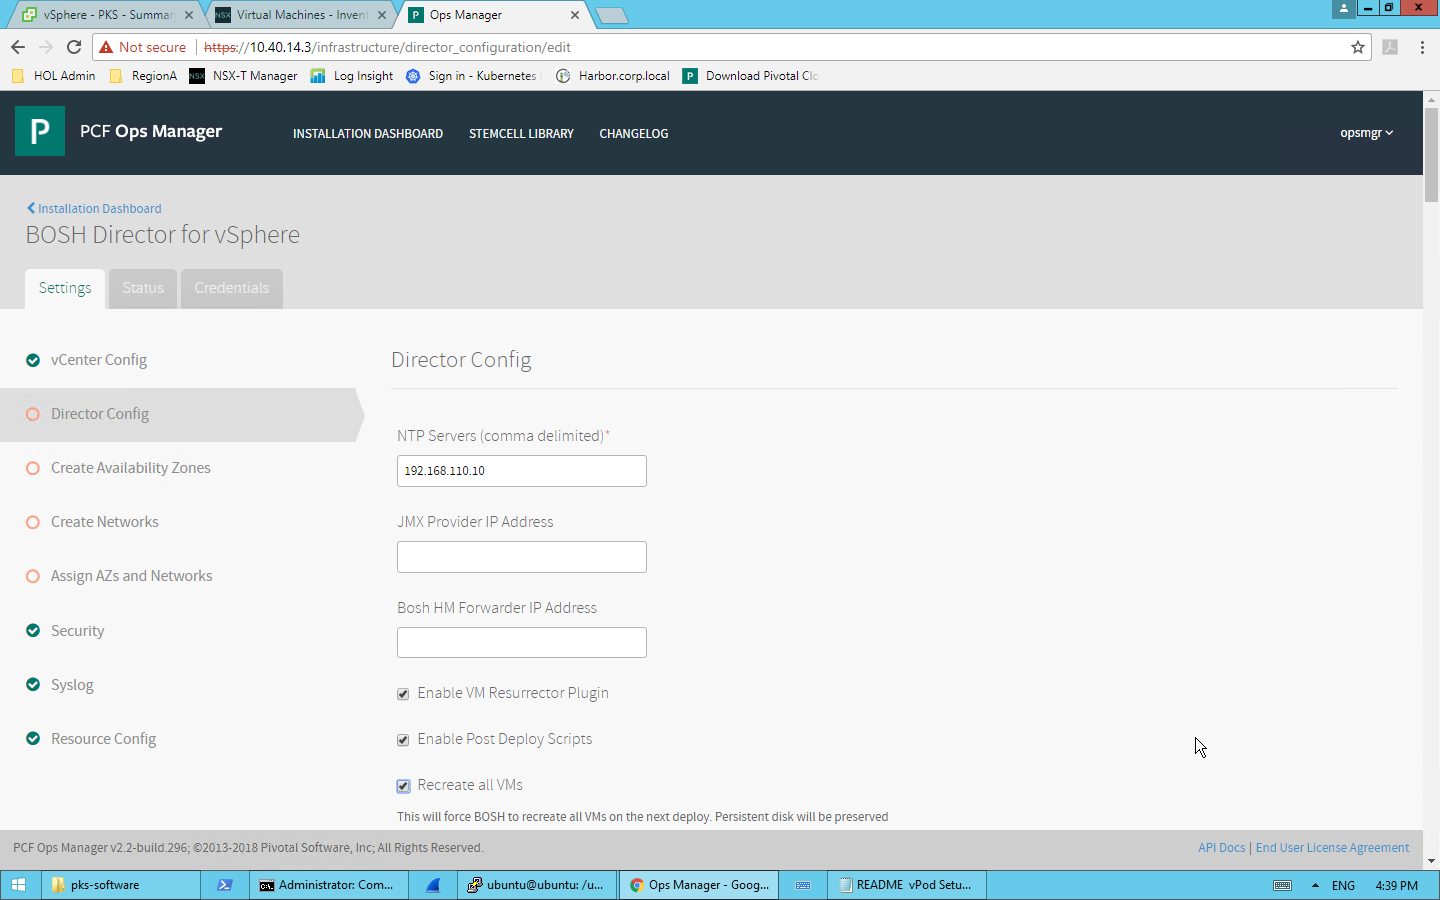 vSphere - PKS - Summar
Virtual Machines - Invent
Ops Manager
Not secure
https://10.40.14.3/infrastructure/director_configuration/edit
HOL Admin
RegionA
NSX-T Manager
Log Insight
Sign in - Kubernetes
Harbor.corp.local
Download Pivotal Clo
PCF Ops Manager
INSTALLATION DASHBOARD
STEMCELL LIBRARY
CHANGELOG
opsmgr
Installation Dashboard
BOSH Director for vSphere
Settings
Status
Credentials
vCenter Config
Director Config
Create Availability Zones
Create Networks
Assign AZs and Networks
Security
Syslog
Resource Config
Director Config
NTP Servers (comma delimited)*
192.168.110.10
JMX Provider IP Address
Bosh HM Forwarder IP Address
Enable VM Resurrector Plugin
Enable Post Deploy Scripts
Recreate all VMs
This will force BOSH to recreate all VMs on the next deploy. Persistent disk will be preserved
PCF Ops Manager v2.2-build.296; ©2013-2018 Pivotal Software, Inc; All Rights Reserved.
API Docs | End User License Agreement
pks-software
Administrator: Com...
ubuntu@ubuntu: /u...
Ops Manager - Goog...
README vPod Setu...
ENG
4:39 PM